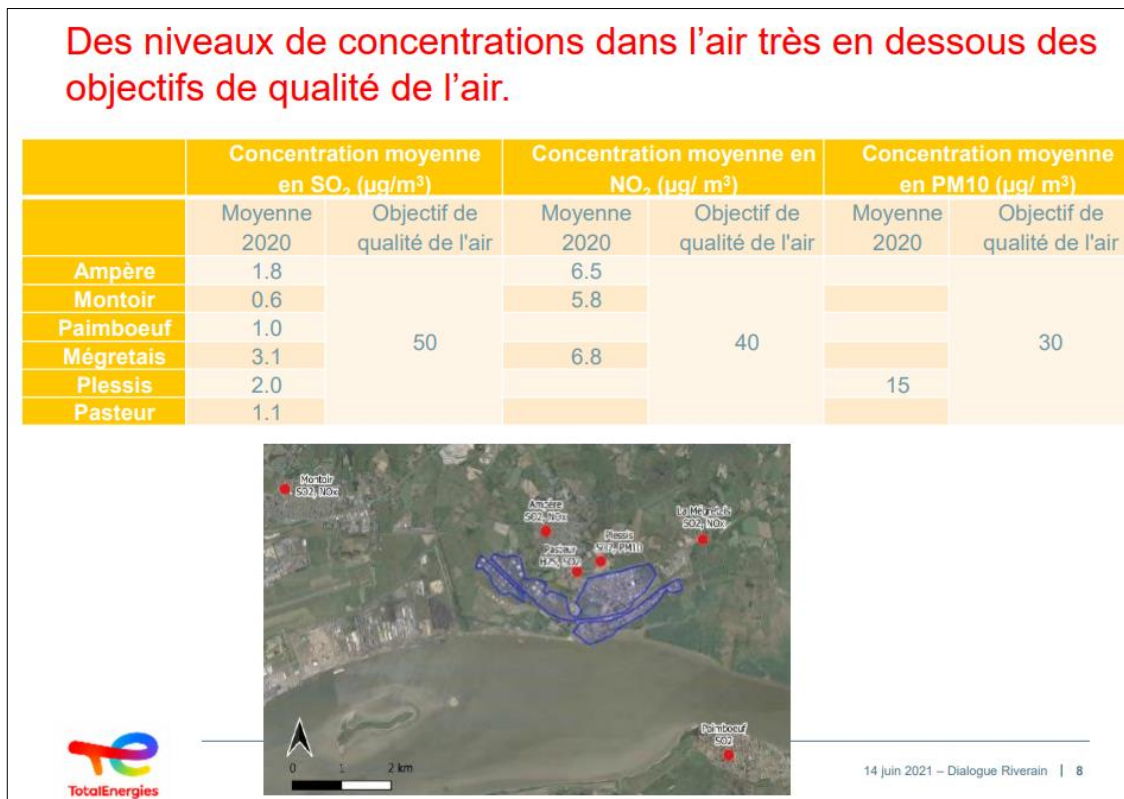 Des niveaux de concentrations dans l'air très en dessous des
objectifs de qualité de l'air.
Concentration moyenne en SO₂ (µg/m³) Concentration moyenne en NO₂ (µg/ m³) Concentration moyenne en PM10 (µg/ m³)
Moyenne 2020 Objectif de qualité de l'air Moyenne 2020 Objectif de qualité de l'air Moyenne 2020 Objectif de qualité de l'air
Ampère 1.8 6.5
Montoir 0.6 5.8
Paimboeuf 1.0
50 40 30
Mégretais 3.1 6.8
Plessis 2.0 15
Pasteur 1.1
Montoir
SO2, NOx
Ampère
SO2, NOx
La Mégretais
SO2, NOx
Plessis
SO2, PM10
Pasteur
H2S, SO2
Paimboeuf
SO2
0 1 2 km
TotalEnergies
14 juin 2021 – Dialogue Riverain | 8